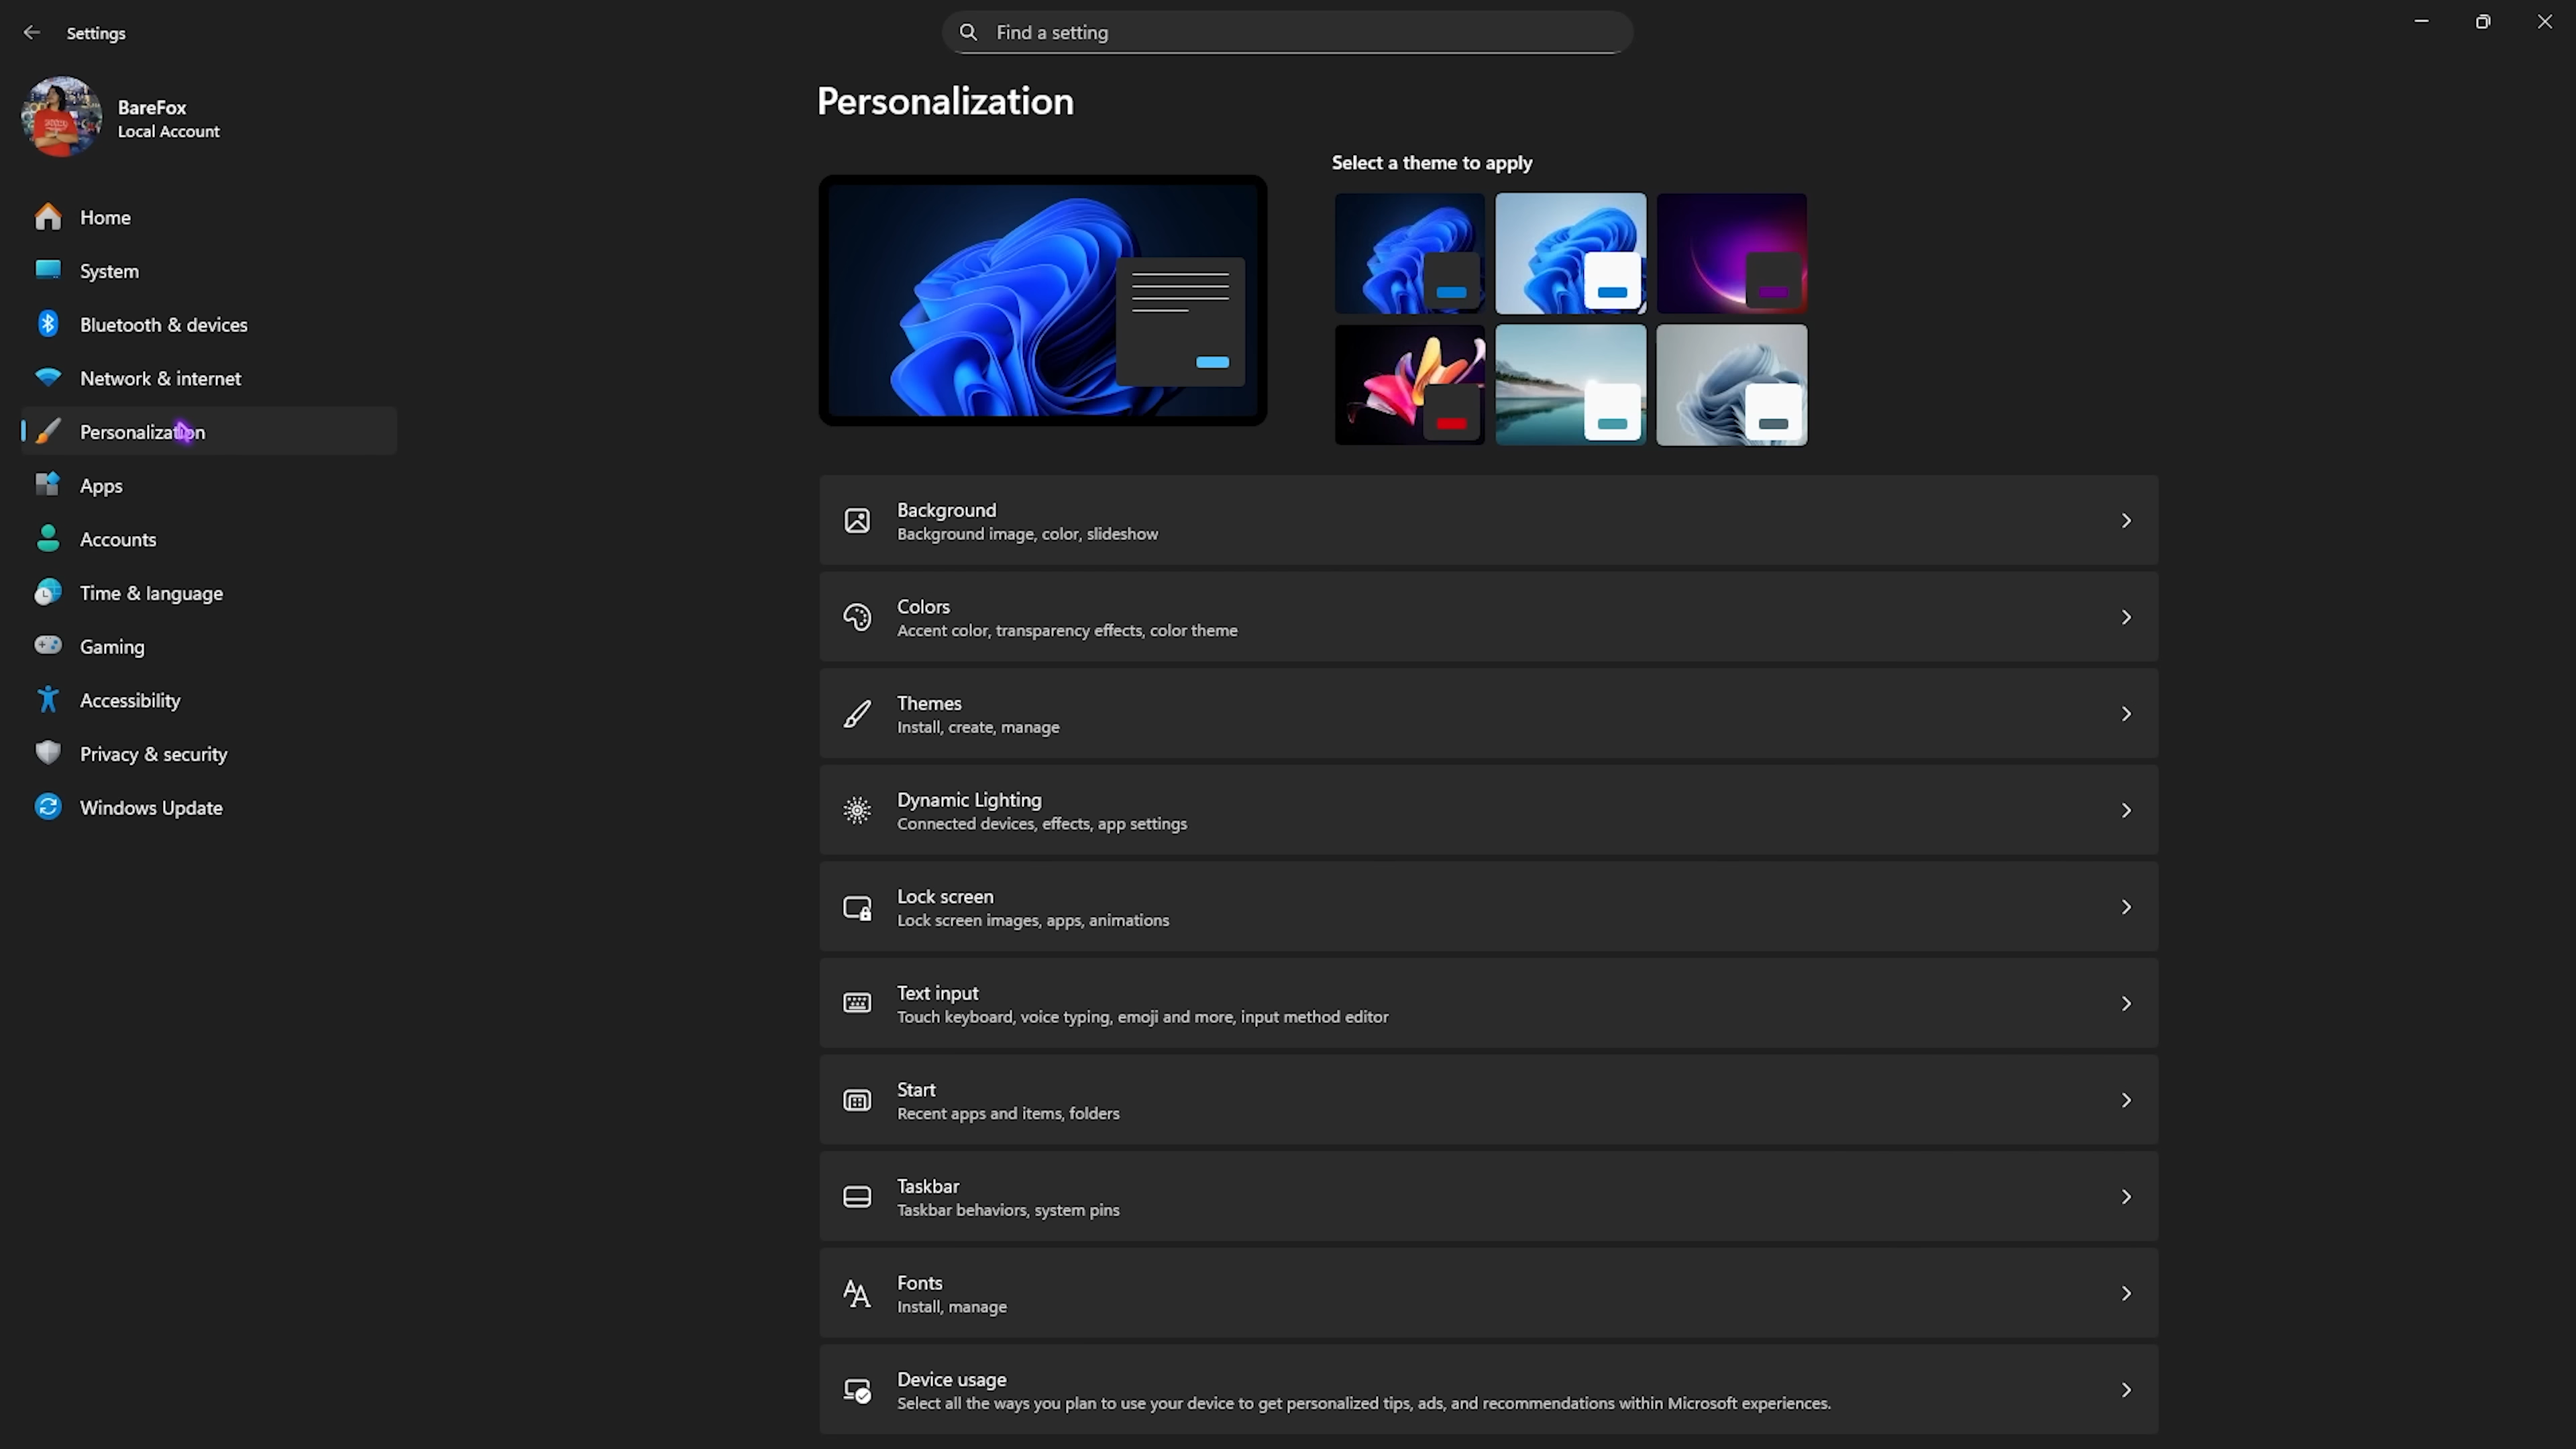 Settings
Find a setting
BareFox
Local Account
Home
System
Bluetooth & devices
Network & internet
Personalization
Apps
Accounts
Time & language
Gaming
Accessibility
Privacy & security
Windows Update
Personalization
Select a theme to apply
Background
Background image, color, slideshow
Colors
Accent color, transparency effects, color theme
Themes
Install, create, manage
Dynamic Lighting
Connected devices, effects, app settings
Lock screen
Lock screen images, apps, animations
Text input
Touch keyboard, voice typing, emoji and more, input method editor
Start
Recent apps and items, folders
Taskbar
Taskbar behaviors, system pins
Fonts
Install, manage
Device usage
Select all the ways you plan to use your device to get personalized tips, ads, and recommendations within Microsoft experiences.